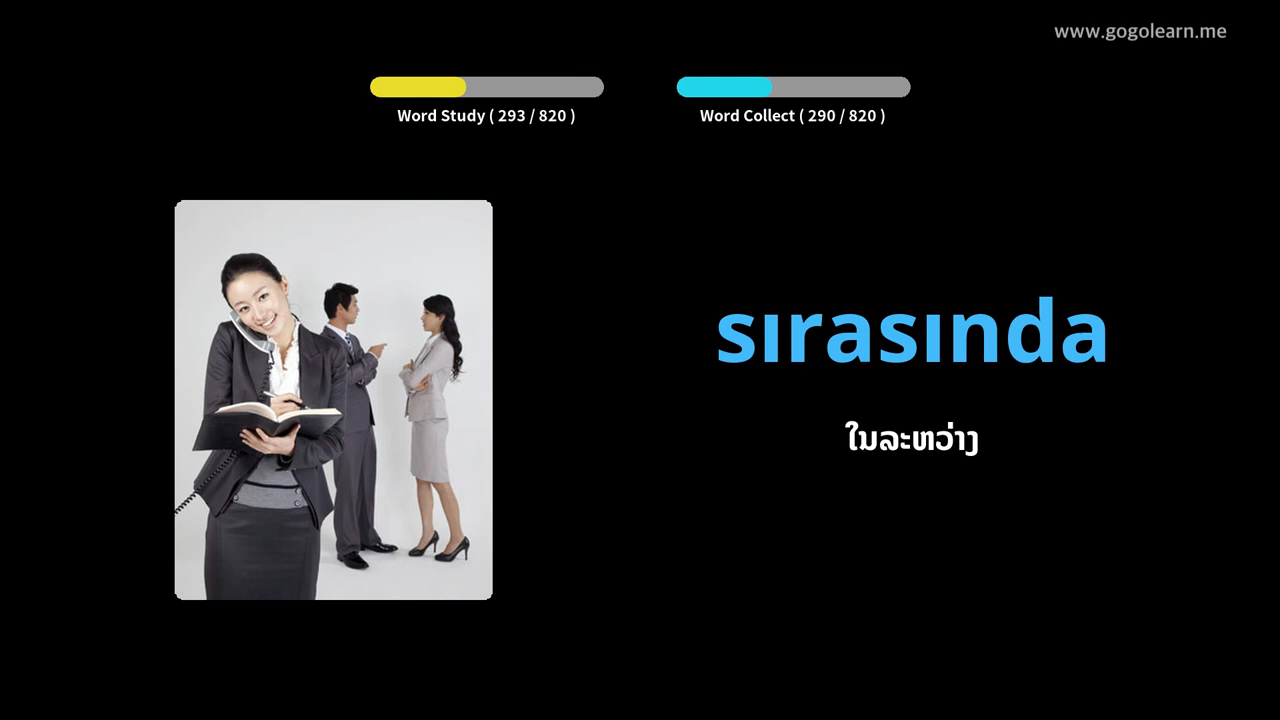 www.gogolearn.me
Word Study ( 293 / 820 )
Word Collect ( 290 / 820 )
sırasında
ໃນລະຫວ່າງ